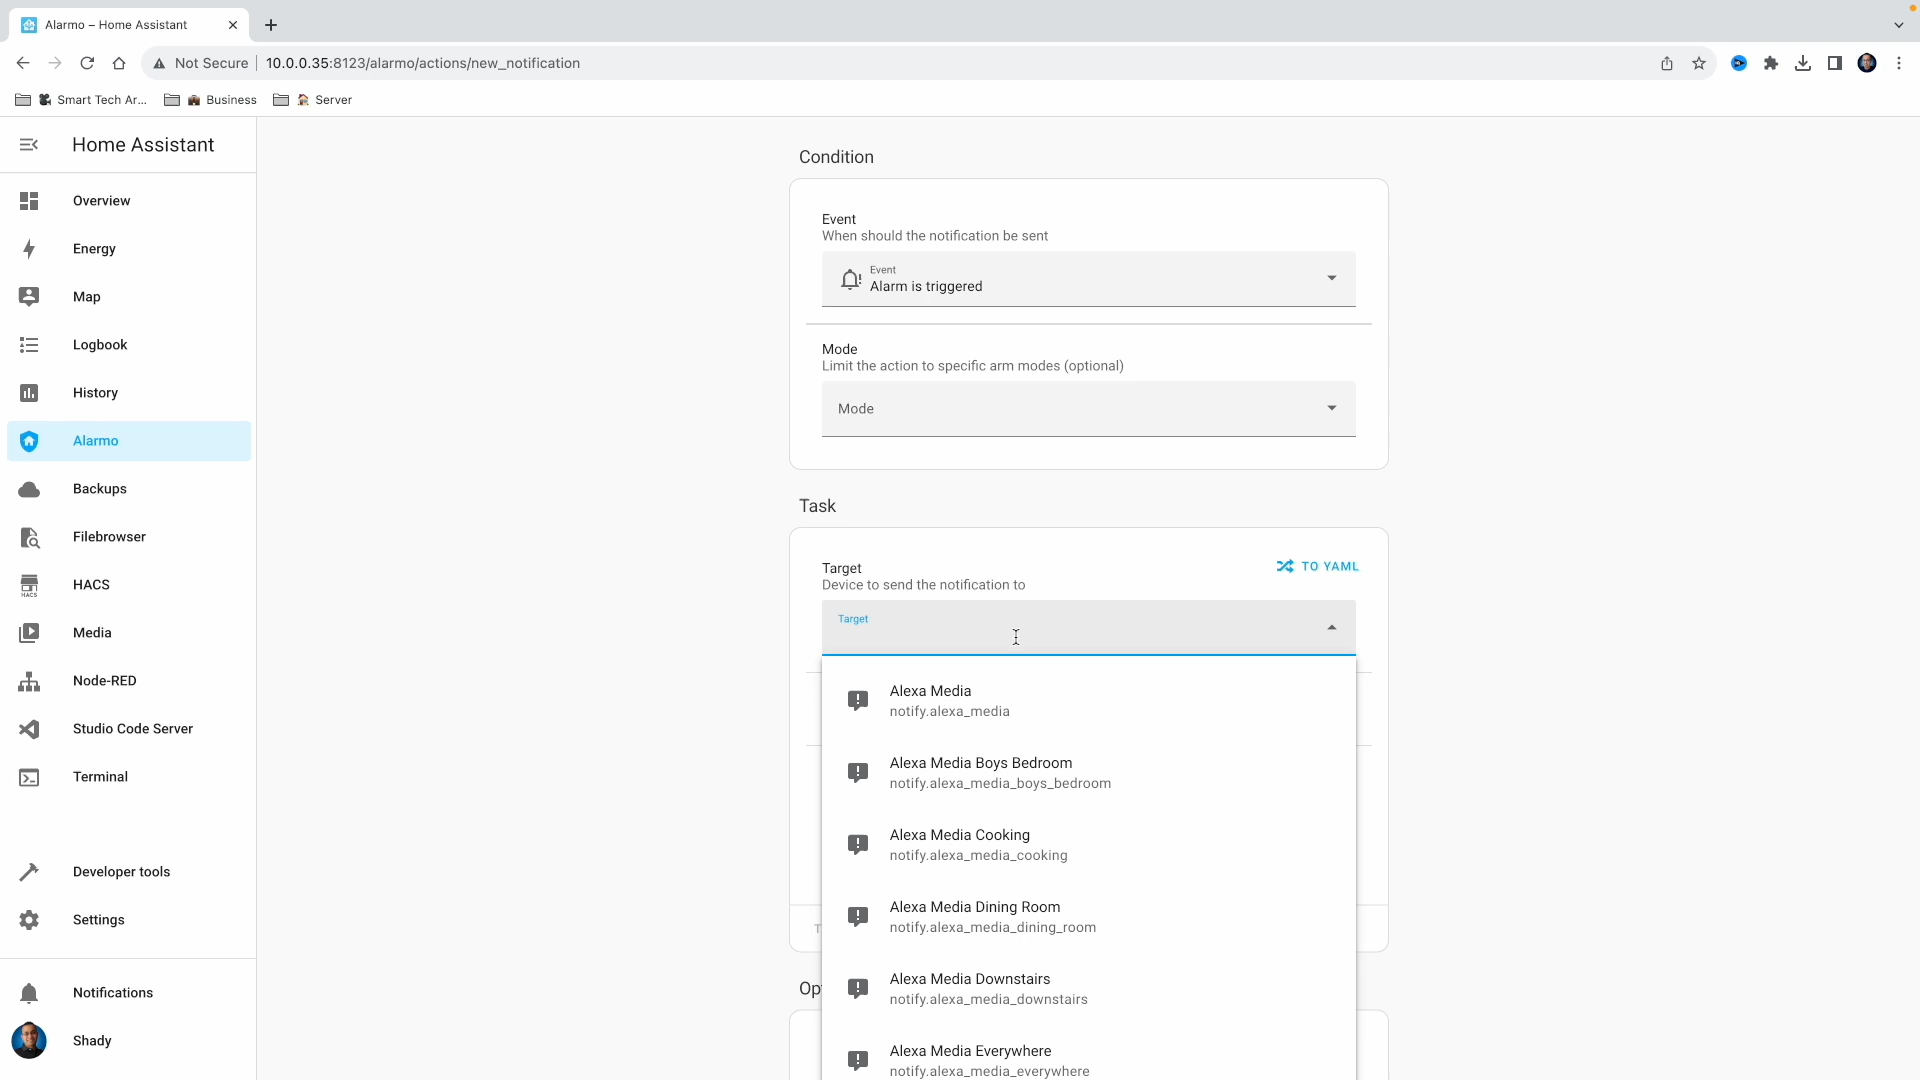 Alarmo – Home Assistant
Not Secure
10.0.0.35:8123/alarmo/actions/new_notification
Smart Tech Ar...
Business
Server
Home Assistant
Overview
Energy
Map
Logbook
History
Alarmo
Backups
Filebrowser
HACS
HACS
Media
Node-RED
Studio Code Server
Terminal
Developer tools
Settings
Notifications
Shady
Condition
Event
When should the notification be sent
Event
Alarm is triggered
Mode
Limit the action to specific arm modes (optional)
Mode
Task
Target
TO YAML
Device to send the notification to
Target
Alexa Media
notify.alexa_media
Alexa Media Boys Bedroom
notify.alexa_media_boys_bedroom
Alexa Media Cooking
notify.alexa_media_cooking
Alexa Media Dining Room
notify.alexa_media_dining_room
Alexa Media Downstairs
notify.alexa_media_downstairs
Alexa Media Everywhere
notify.alexa_media_everywhere